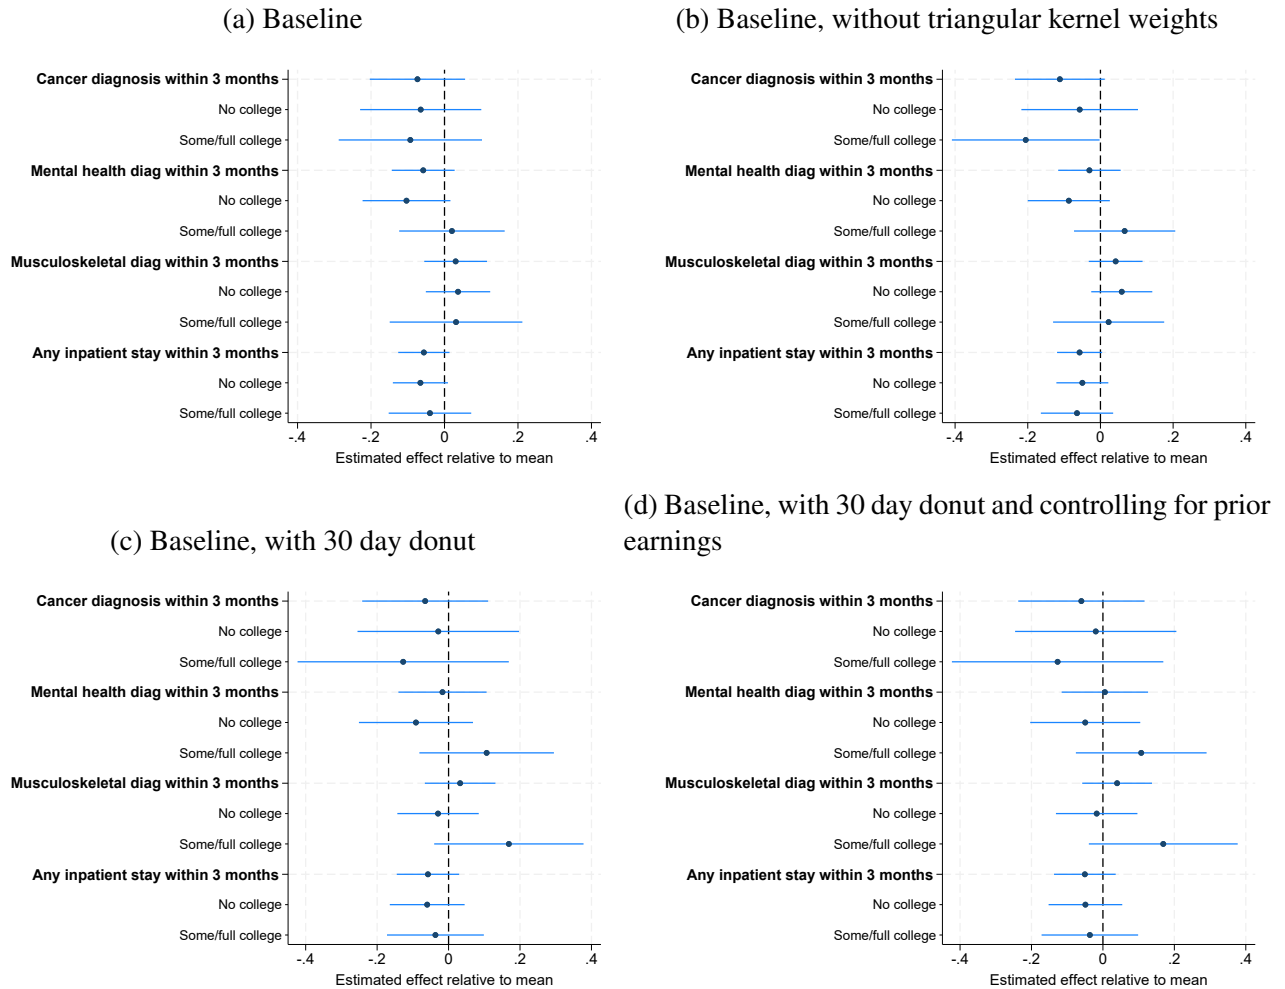 (a) Baseline
Cancer diagnosis within 3 months
No college
Some/full college
Mental health diag within 3 months
No college
Some/full college
Musculoskeletal diag within 3 months
No college
Some/full college
Any inpatient stay within 3 months
No college
Some/full college
-.4 -.2 0 .2 .4
Estimated effect relative to mean
(b) Baseline, without triangular kernel weights
Cancer diagnosis within 3 months
No college
Some/full college
Mental health diag within 3 months
No college
Some/full college
Musculoskeletal diag within 3 months
No college
Some/full college
Any inpatient stay within 3 months
No college
Some/full college
-.4 -.2 0 .2 .4
Estimated effect relative to mean
(c) Baseline, with 30 day donut
Cancer diagnosis within 3 months
No college
Some/full college
Mental health diag within 3 months
No college
Some/full college
Musculoskeletal diag within 3 months
No college
Some/full college
Any inpatient stay within 3 months
No college
Some/full college
-.4 -.2 0 .2 .4
Estimated effect relative to mean
(d) Baseline, with 30 day donut and controlling for prior
earnings
Cancer diagnosis within 3 months
No college
Some/full college
Mental health diag within 3 months
No college
Some/full college
Musculoskeletal diag within 3 months
No college
Some/full college
Any inpatient stay within 3 months
No college
Some/full college
-.4 -.2 0 .2 .4
Estimated effect relative to mean